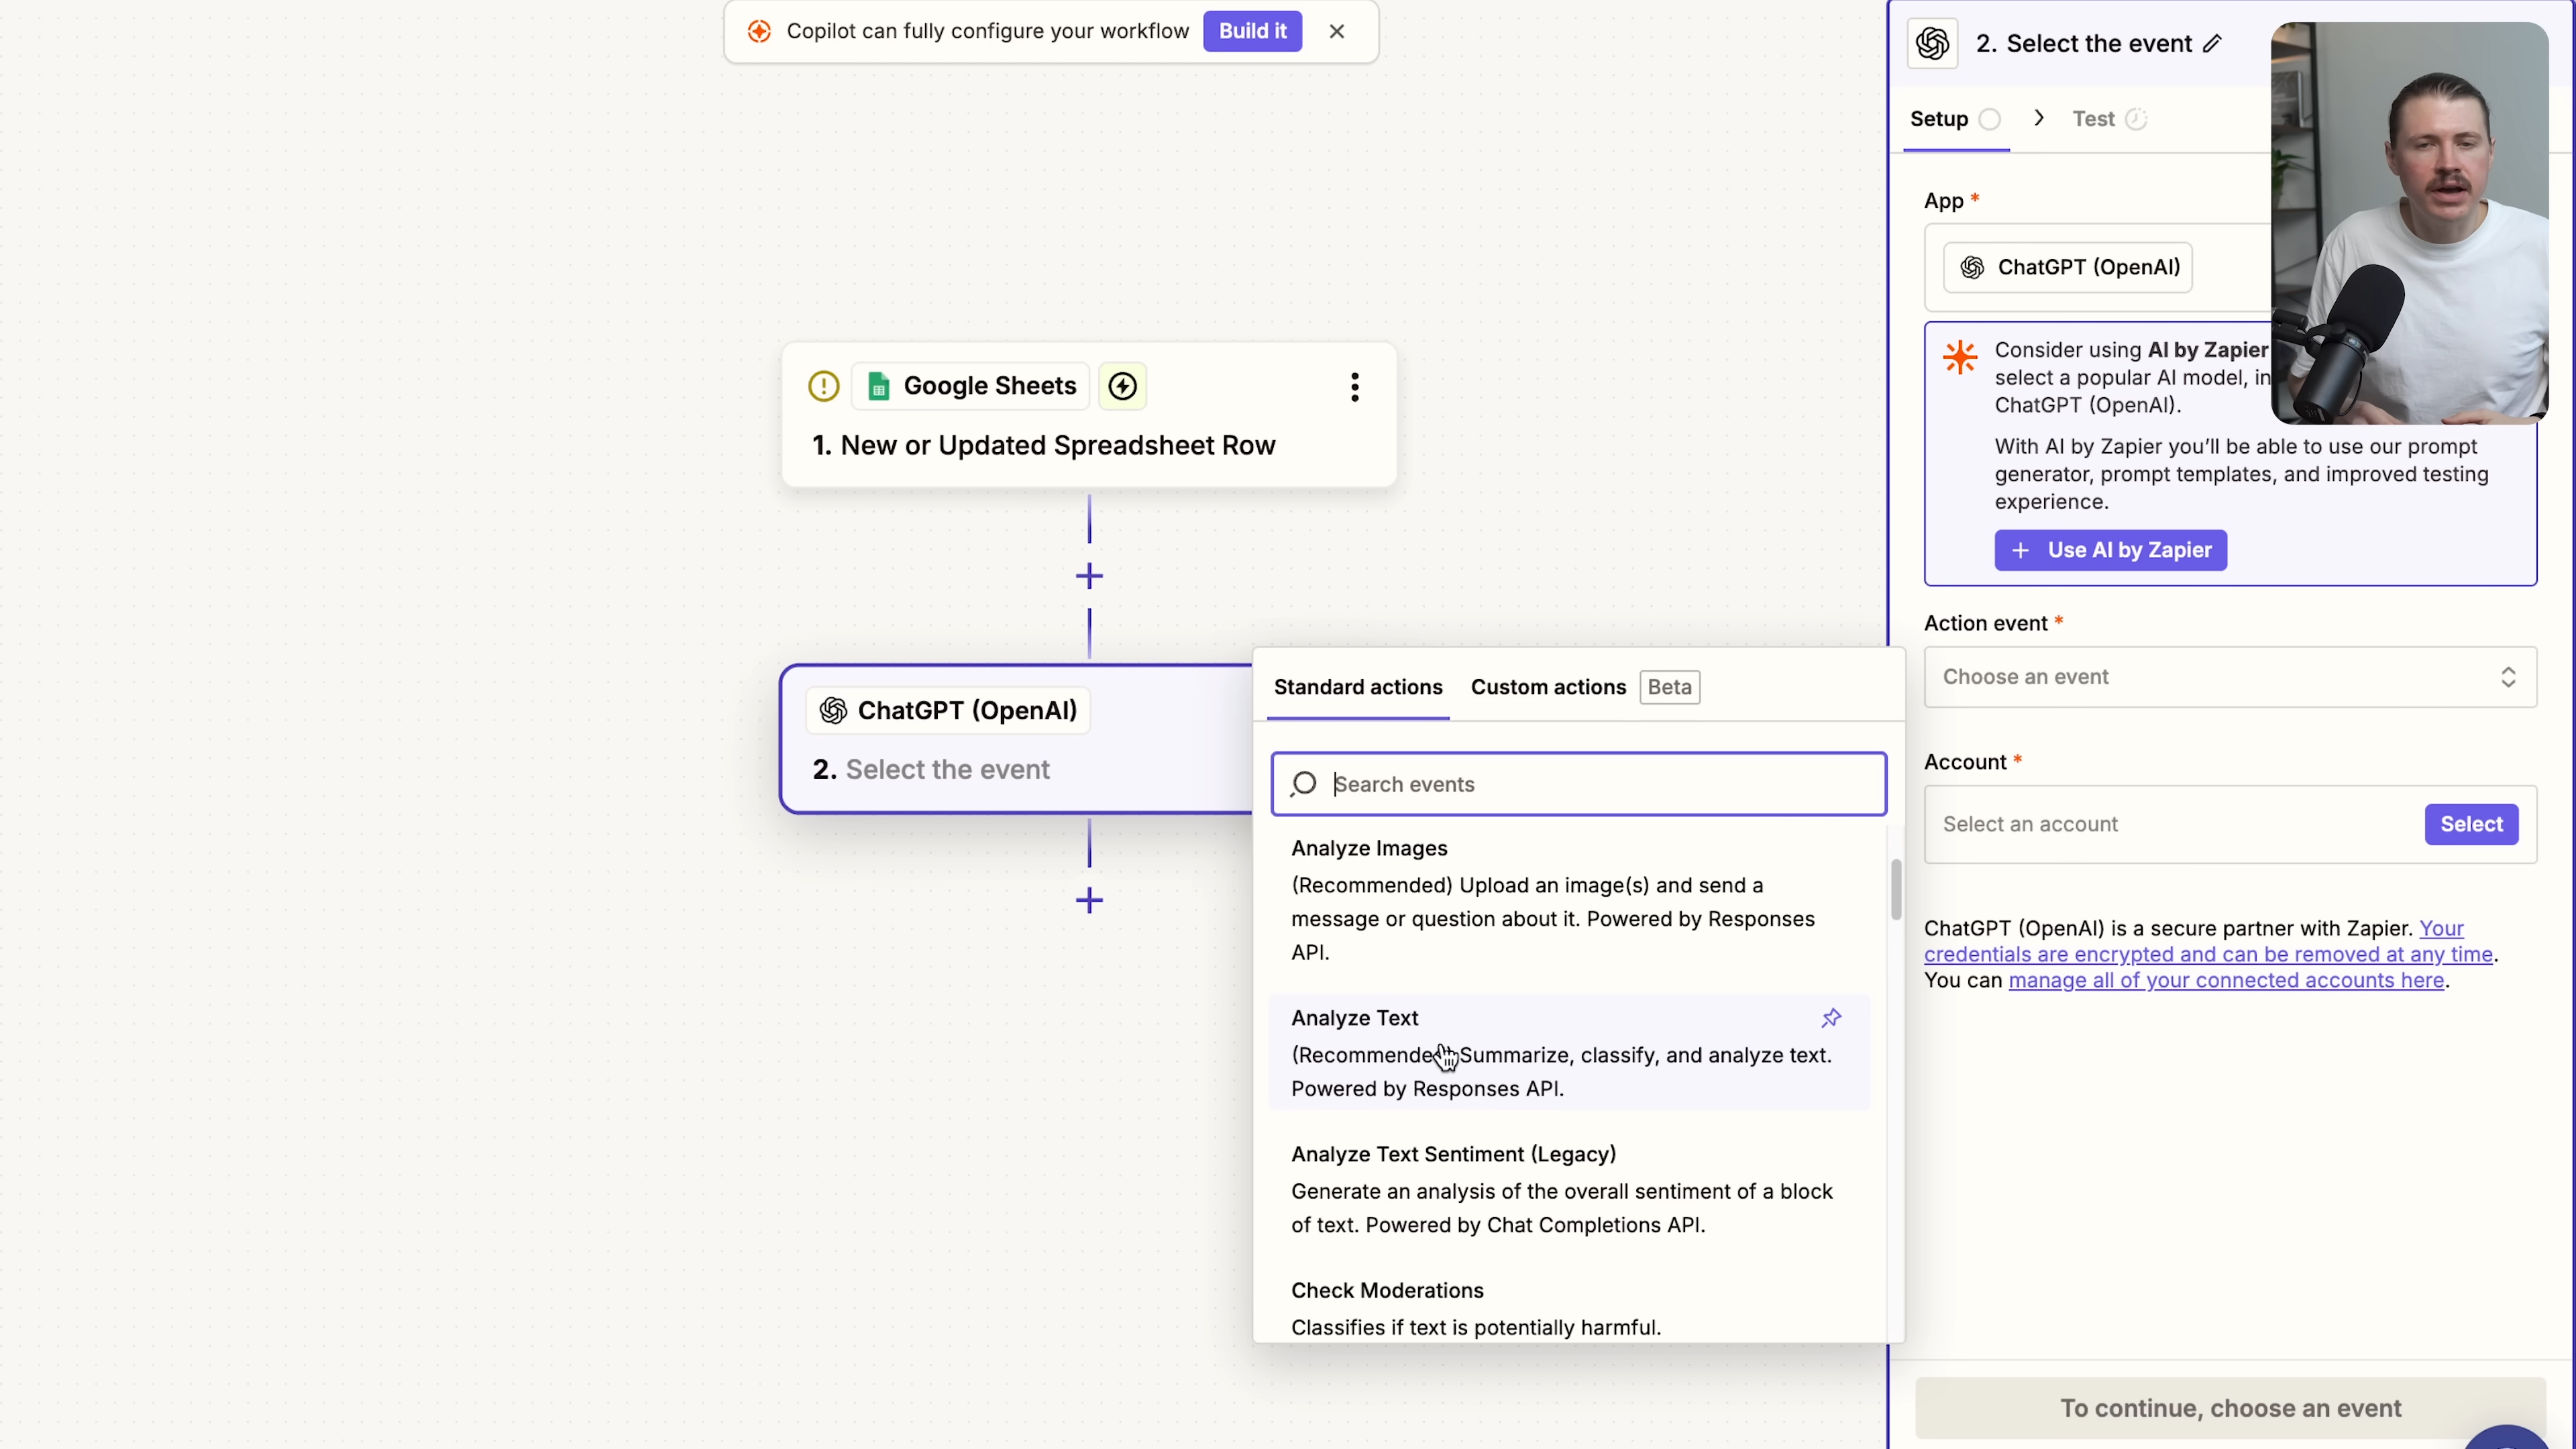 Copilot can fully configure your workflow
Build it
Google Sheets
1. New or Updated Spreadsheet Row
ChatGPT (OpenAI)
2. Select the event
Standard actions
Custom actions
Beta
Search events
Analyze Images
(Recommended) Upload an image(s) and send a
message or question about it. Powered by Responses
API.
Analyze Text
(Recommended) Summarize, classify, and analyze text.
Powered by Responses API.
Analyze Text Sentiment (Legacy)
Generate an analysis of the overall sentiment of a block
of text. Powered by Chat Completions API.
Check Moderations
Classifies if text is potentially harmful.
2. Select the event
Setup
Test
App *
ChatGPT (OpenAI)
Consider using AI by Zapier
select a popular AI model, in
ChatGPT (OpenAI).
With AI by Zapier you’ll be able to use our prompt
generator, prompt templates, and improved testing
experience.
+ Use AI by Zapier
Action event *
Choose an event
Account *
Select an account
Select
ChatGPT (OpenAI) is a secure partner with Zapier. Your
credentials are encrypted and can be removed at any time.
You can manage all of your connected accounts here.
To continue, choose an event